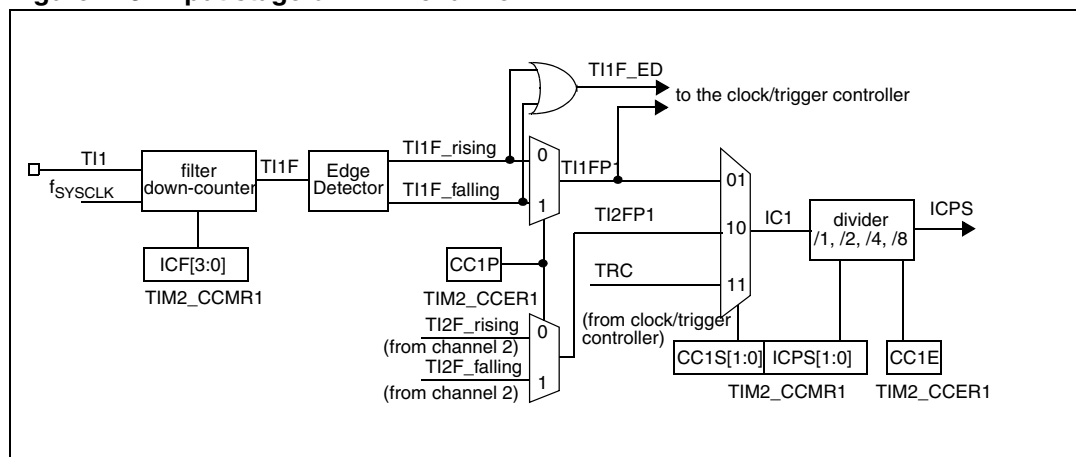 TI1F_ED
to the clock/trigger controller
TI1
filter
down-counter
TI1F
Edge
Detector
TI1F_rising
TI1F_falling
0
1
TI1FP1
fSYSCLK
01
10
11
TI2FP1
IC1
divider
/1, /2, /4, /8
ICPS
ICF[3:0]
TIM2_CCMR1
CC1P
TIM2_CCER1
TRC
(from clock/trigger
controller)
TI2F_rising
(from channel 2)
TI2F_falling
(from channel 2)
0
1
CC1S[1:0]
ICPS[1:0]
CC1E
TIM2_CCMR1
TIM2_CCER1